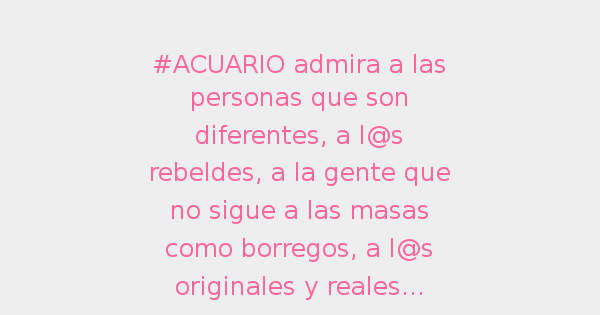 #ACUARIO admira a las
personas que son
diferentes, a l@s
rebeldes, a la gente que
no sigue a las masas
como borregos, a l@s
originales y reales...